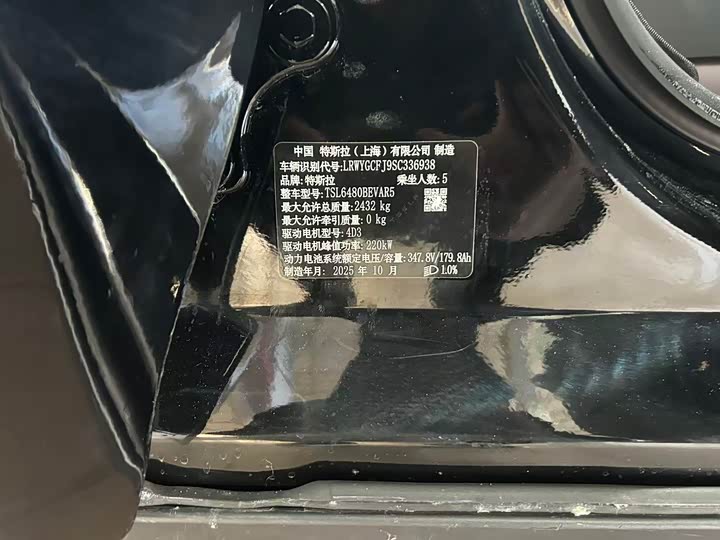 中国 特斯拉(上海)有限公司 制造
车辆识别代号:LRWYGCFJ9SC336938
品牌:特斯拉 乘坐人数:5
整车型号:TSL6480BEVAR5
最大允许总质量:2432 kg
最大允许牵引质量:0 kg
驱动电机型号:4D3
驱动电机峰值功率:220kW
动力电池系统额定电压/容量:347.8V/179.8Ah
制造年月:2025 年 10 月 1.0%